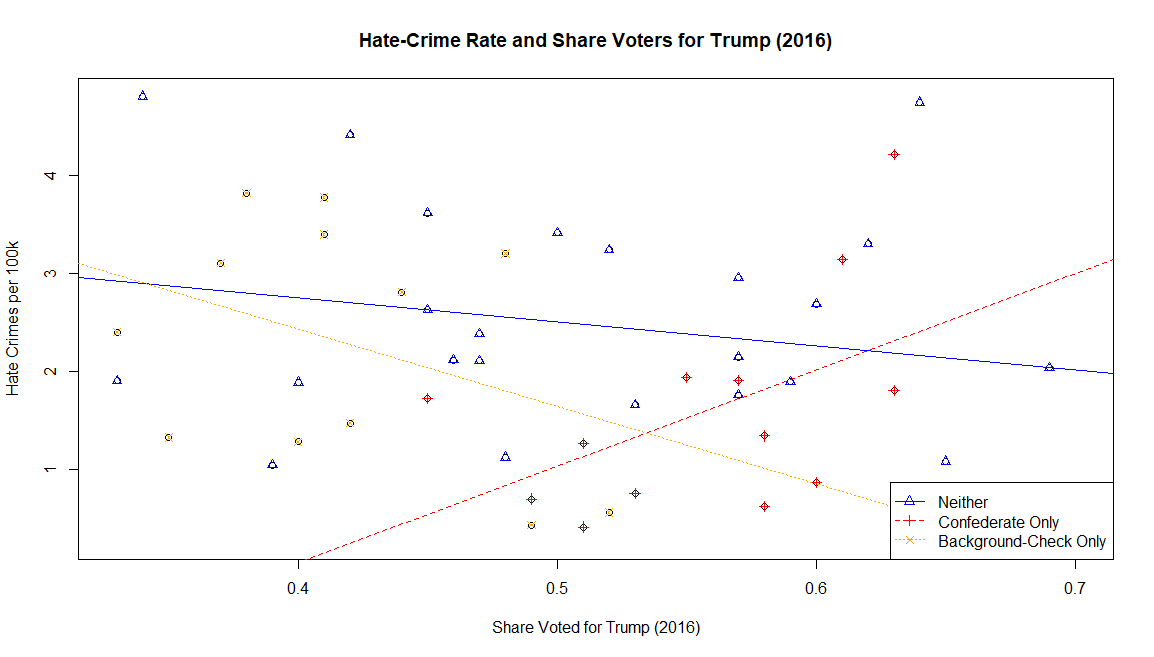 Hate-Crime Rate and Share Voters for Trump (2016)
Hate Crimes per 100k
4
3
2
1
0.4
0.5
0.6
0.7
Share Voted for Trump (2016)
Neither
Confederate Only
Background-Check Only